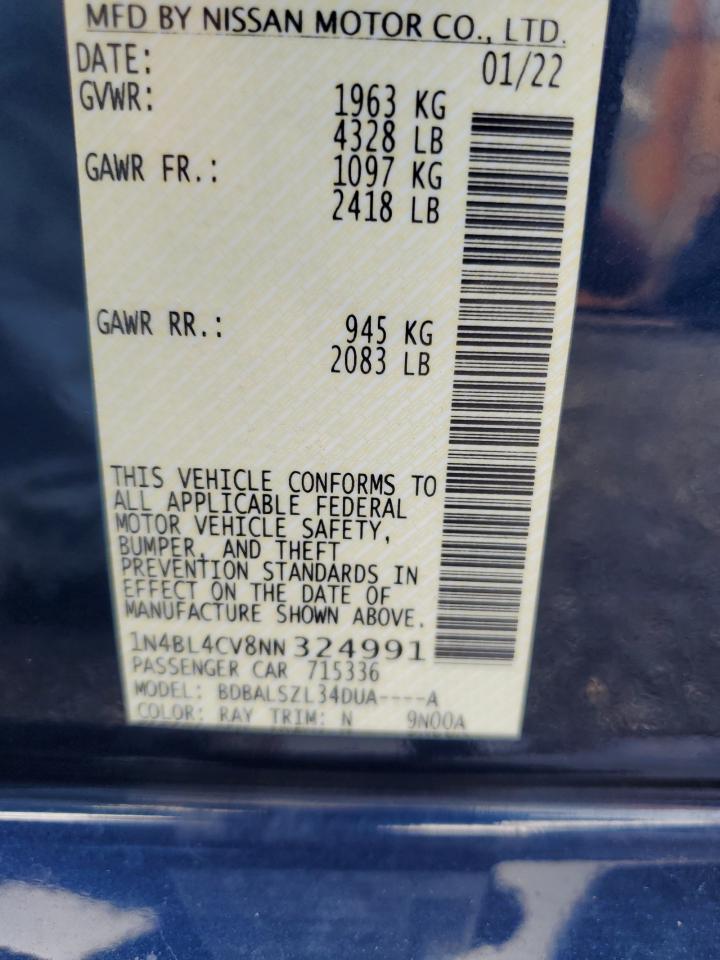 MFD BY NISSAN MOTOR CO., LTD.
DATE: 01/22
GVWR: 1963 KG
4328 LB
GAWR FR.: 1097 KG
2418 LB
GAWR RR.: 945 KG
2083 LB
THIS VEHICLE CONFORMS TO
ALL APPLICABLE FEDERAL
MOTOR VEHICLE SAFETY,
BUMPER, AND THEFT
PREVENTION STANDARDS IN
EFFECT ON THE DATE OF
MANUFACTURE SHOWN ABOVE.
1N4BL4CV8NN 324991
PASSENGER CAR 715336
MODEL: BDBALSZL34DUA----A
COLOR: RAY TRIM: N 9N00A